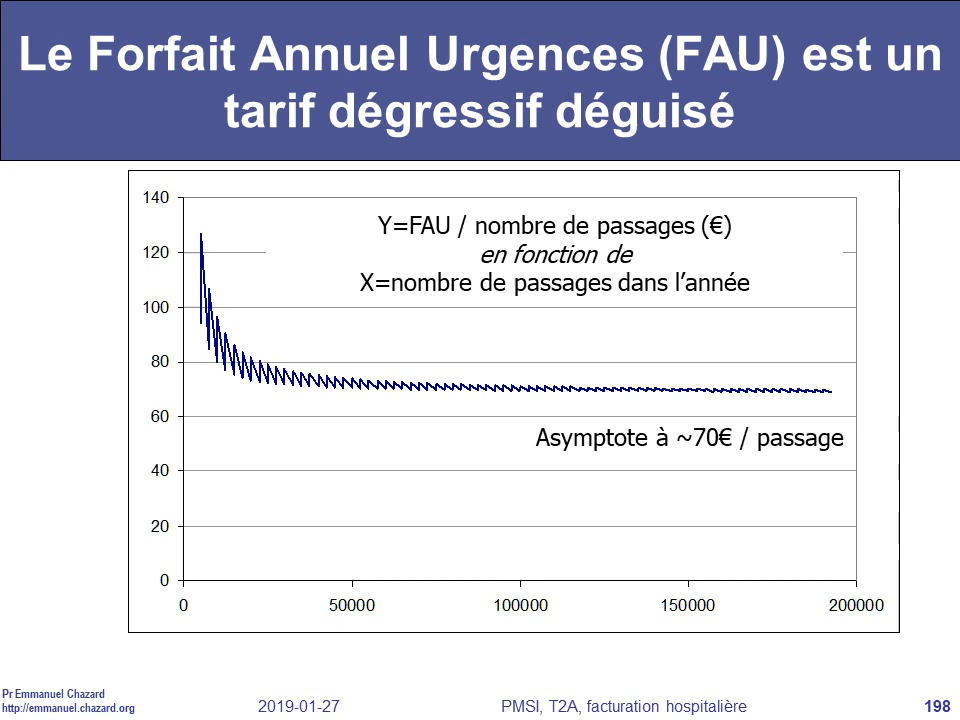 Le Forfait Annuel Urgences (FAU) est un
tarif dégressif déguisé
140
120
100
80
60
40
20
0
Y=FAU / nombre de passages (€)
en fonction de
X=nombre de passages dans l’année
Asymptote à ~70€ / passage
0 50000 100000 150000 200000
Pr Emmanuel Chazard
http://emmanuel.chazard.org
2019-01-27
PMSI, T2A, facturation hospitalière
198